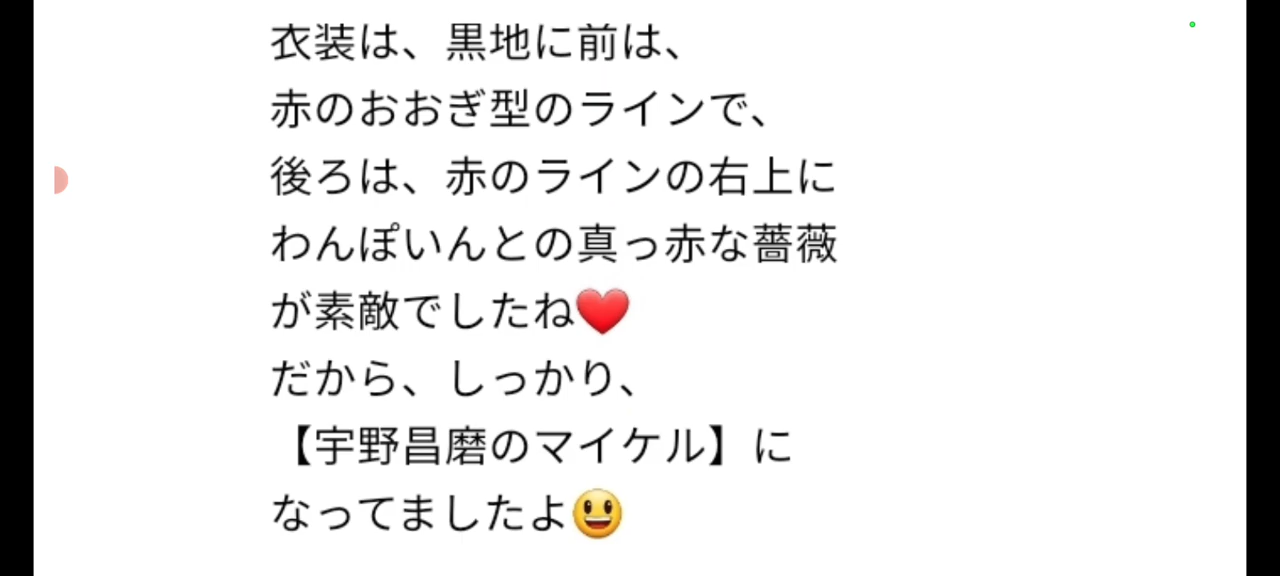 衣装は、黒地に前は、
赤のおおぎ型のラインで、
後ろは、赤のラインの右上に
わんぽいんとの真っ赤な薔薇
が素敵でしたね❤️
だから、しっかり、
【宇野昌磨のマイケル】に
なってましたよ😃